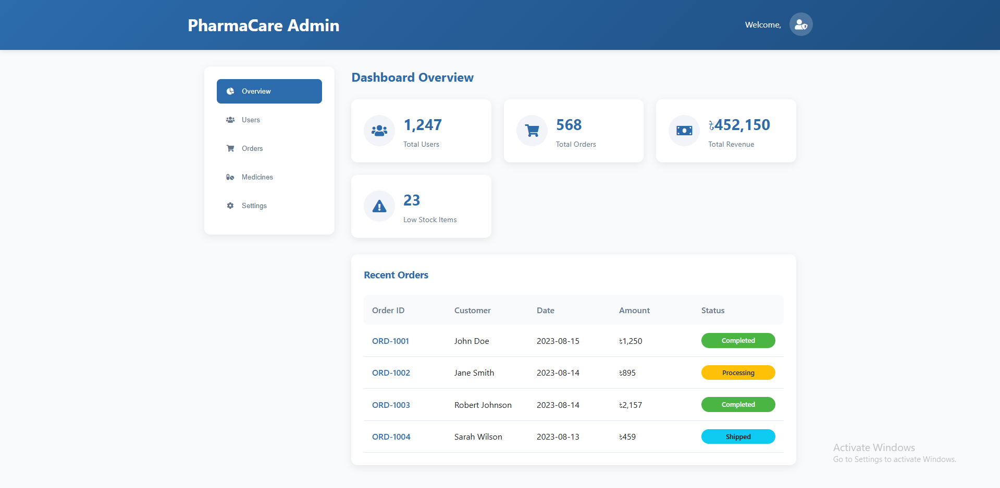 PharmaCare Admin
Welcome,
Overview
Users
Orders
Medicines
Settings
Dashboard Overview
1,247
Total Users
568
Total Orders
৳452,150
Total Revenue
23
Low Stock Items
Recent Orders
Order ID Customer Date Amount Status
ORD-1001 John Doe 2023-08-15 ৳1,250 Completed
ORD-1002 Jane Smith 2023-08-14 ৳895 Processing
ORD-1003 Robert Johnson 2023-08-14 ৳2,157 Completed
ORD-1004 Sarah Wilson 2023-08-13 ৳459 Shipped
Activate Windows
Go to Settings to activate Windows.